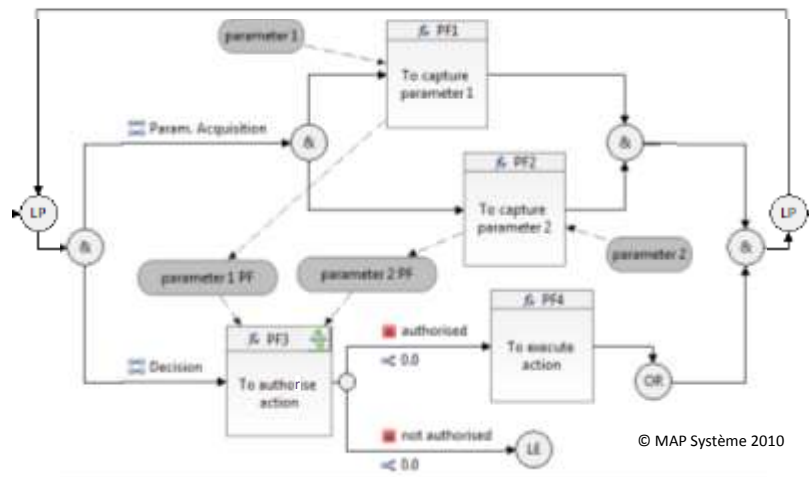 PF1
parameter 1
To capture
parameter 1
Param. Acquisition
&
&
PF2
LP
LP
To capture
parameter 2
&
&
parameter 2
parameter 1 PF
parameter 2 PF
PF4
PF3
authorised
0.0
To execute
action
Decision
To authorise
action
OR
not authorised
0.0
LE
© MAP Système 2010